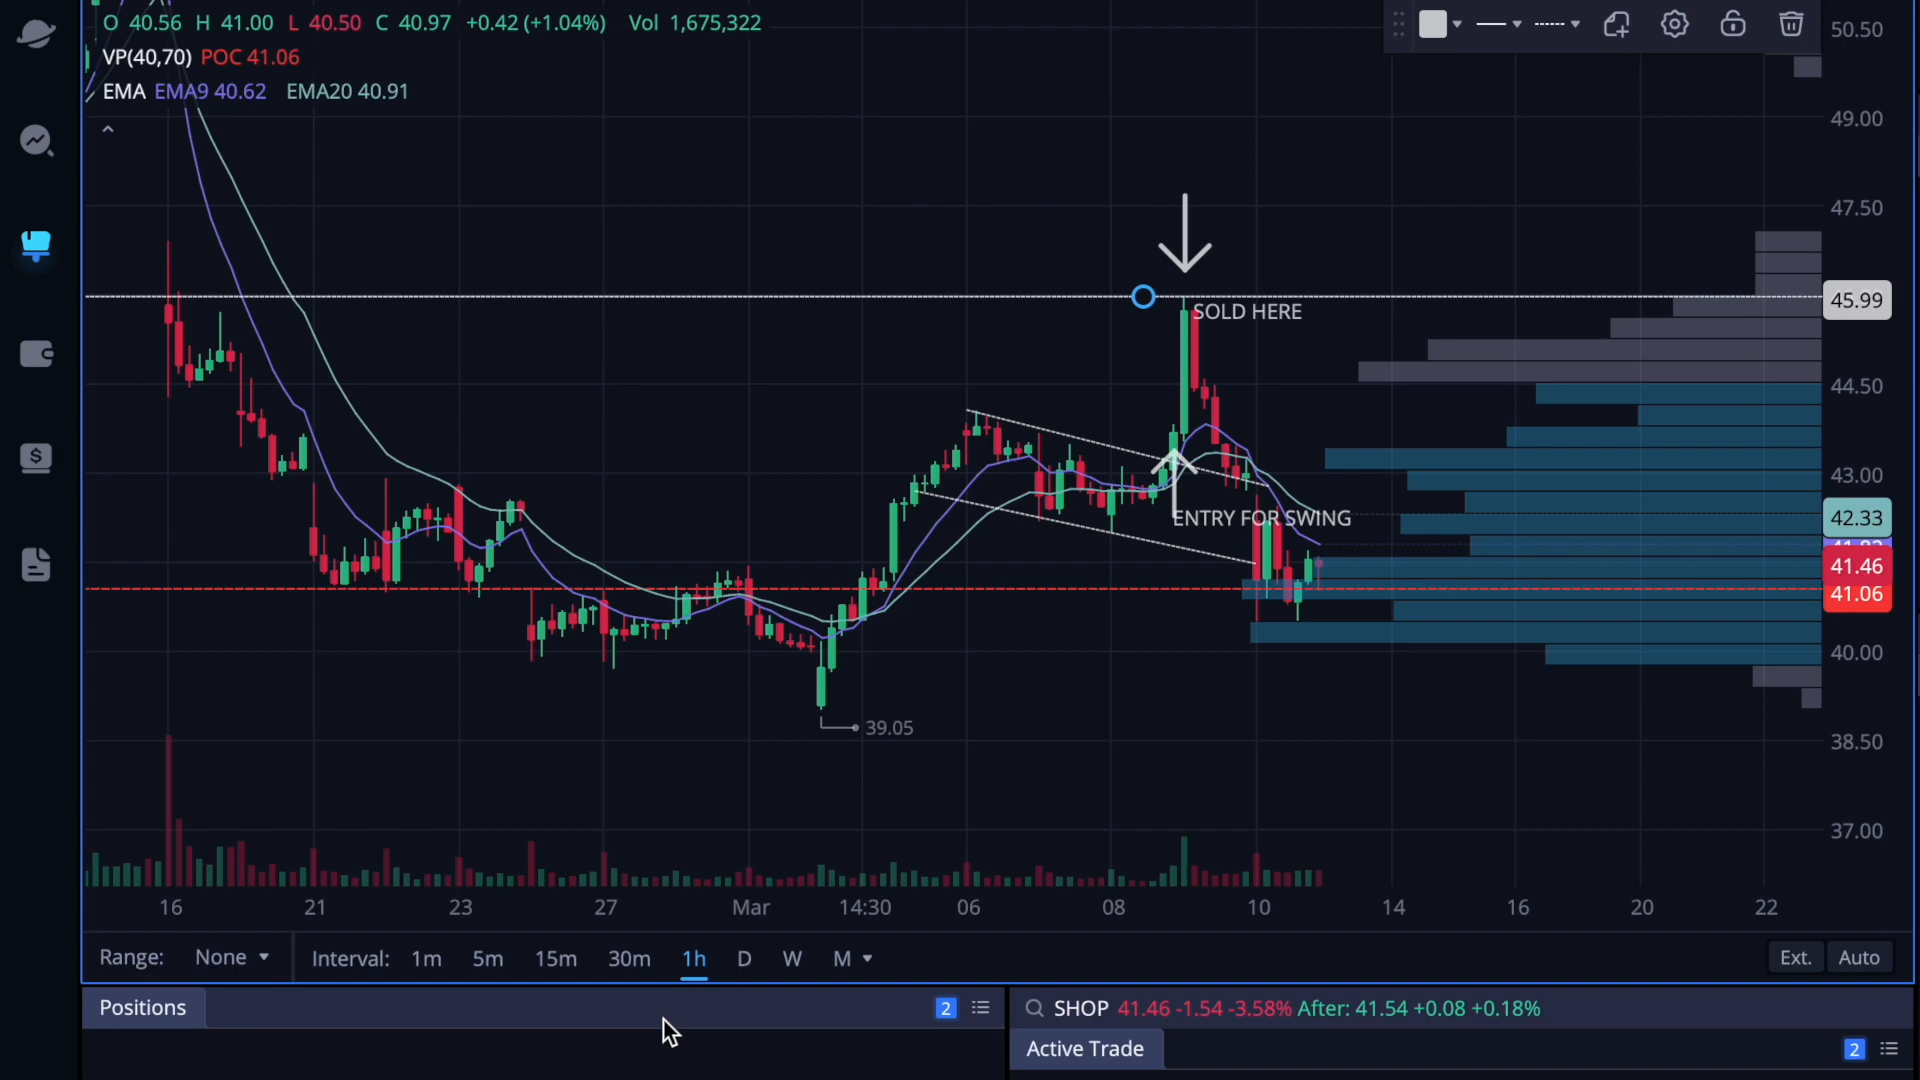 O 40.56 H 41.00 L 40.50 C 40.97 +0.42 (+1.04%) Vol 1,675,322
VP(40,70) POC 41.06
EMA EMA9 40.62 EMA20 40.91
50.50
49.00
47.50
45.99
SOLD HERE
44.50
43.00
42.33
ENTRY FOR SWING
41.46
41.06
40.00
39.05
38.50
37.00
16 21 23 27 Mar 14:30 06 08 10 14 16 20 22
Range: None Interval: 1m 5m 15m 30m 1h D W M Ext. Auto
Positions 2
SHOP 41.46 -1.54 -3.58% After: 41.54 +0.08 +0.18%
Active Trade 2